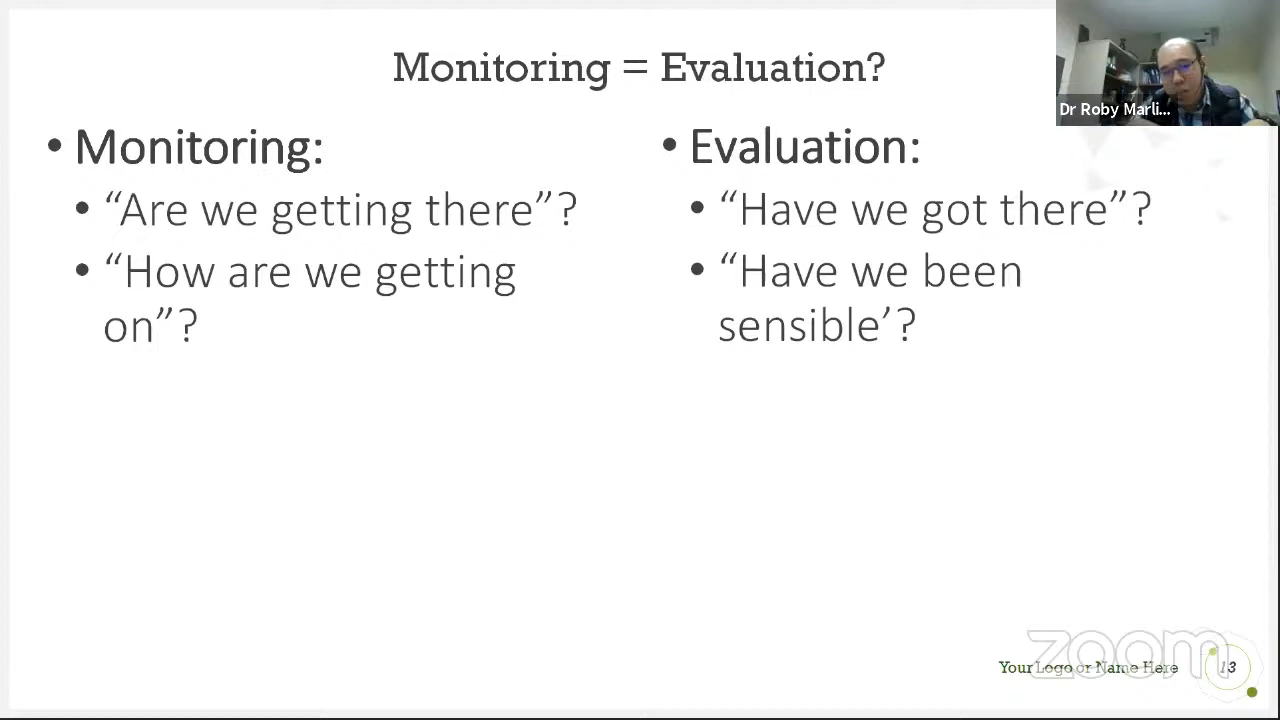 Monitoring = Evaluation?
Dr Roby Marli...
• Monitoring:
• “Are we getting there”?
• “How are we getting
on”?
• Evaluation:
• “Have we got there”?
• “Have we been
sensible’?
zoom
Your Logo or Name Here
13